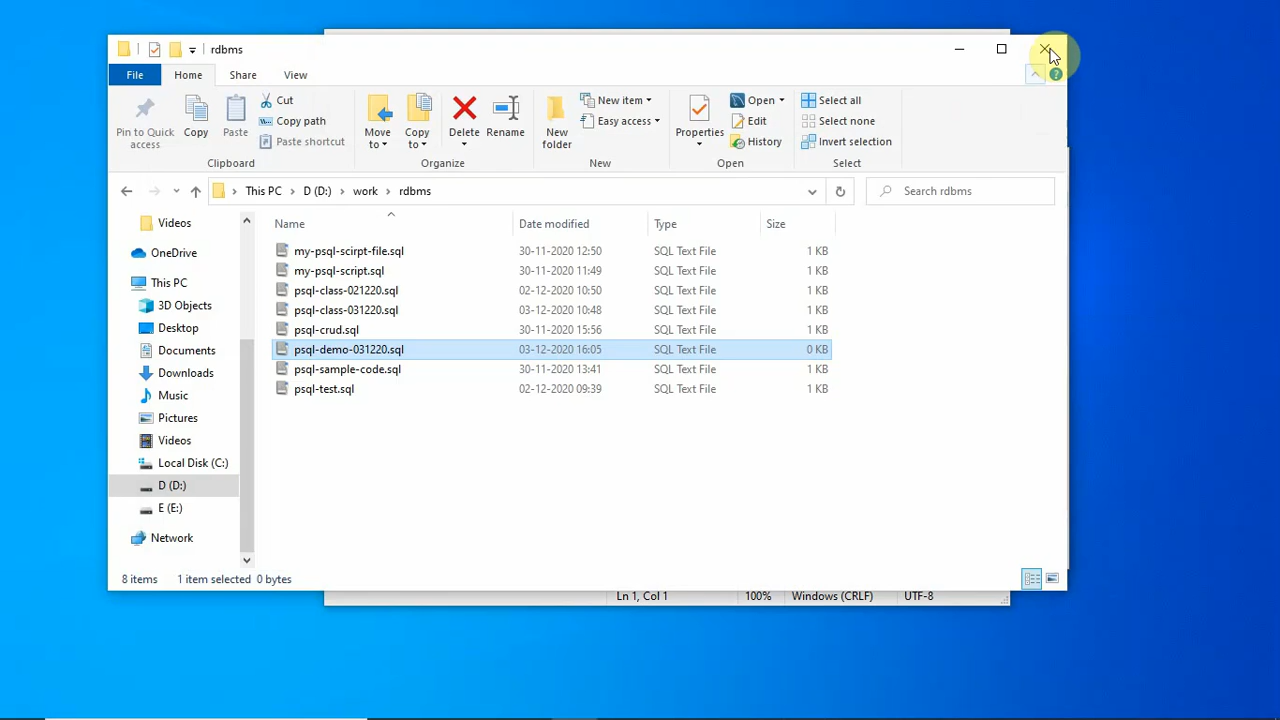 rdbms
File Home Share View
Pin to Quick access
Copy
Paste
Cut
Copy path
Paste shortcut
Clipboard
Move to
Copy to
Delete
Rename
Organize
New folder
New item
Easy access
New
Properties
Open
Edit
History
Open
Select all
Select none
Invert selection
Select
This PC D (D:) work rdbms
Search rdbms
Videos
OneDrive
This PC
3D Objects
Desktop
Documents
Downloads
Music
Pictures
Videos
Local Disk (C:)
D (D:)
E (E:)
Network
Name Date modified Type Size
my-psql-scirpt-file.sql 30-11-2020 12:50 SQL Text File 1 KB
my-psql-script.sql 30-11-2020 11:49 SQL Text File 1 KB
psql-class-021220.sql 02-12-2020 10:50 SQL Text File 1 KB
psql-class-031220.sql 03-12-2020 10:48 SQL Text File 1 KB
psql-crud.sql 30-11-2020 15:56 SQL Text File 1 KB
psql-demo-031220.sql 03-12-2020 16:05 SQL Text File 0 KB
psql-sample-code.sql 30-11-2020 13:41 SQL Text File 1 KB
psql-test.sql 02-12-2020 09:39 SQL Text File 1 KB
8 items 1 item selected 0 bytes
Ln 1, Col 1 100% Windows (CRLF) UTF-8